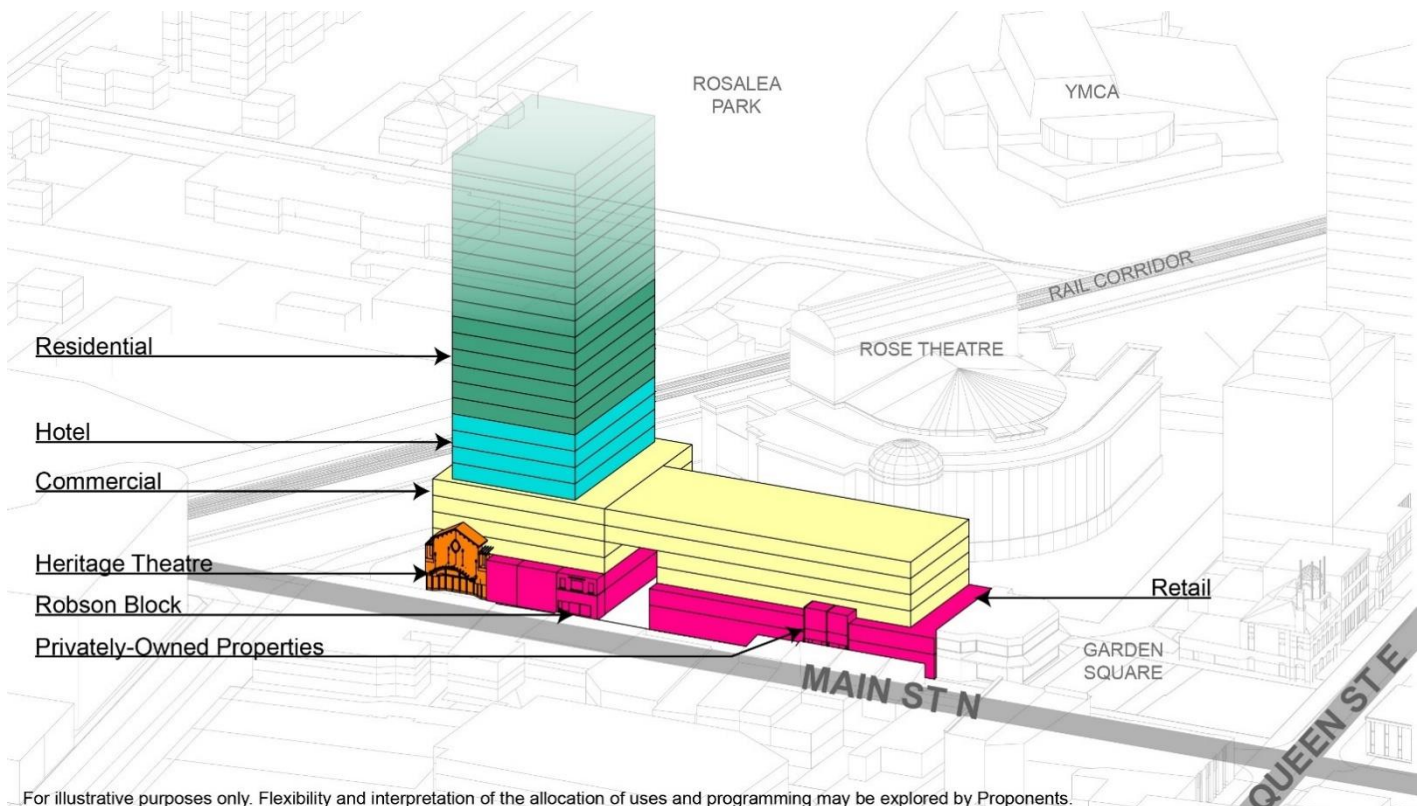 ROSALEA
PARK
YMCA
RAIL CORRIDOR
ROSE THEATRE
Residential
Hotel
Commercial
Heritage Theatre
Robson Block
Privately-Owned Properties
Retail
GARDEN
SQUARE
MAIN ST N
QUEEN ST E
For illustrative purposes only. Flexibility and interpretation of the allocation of uses and programming may be explored by Proponents.